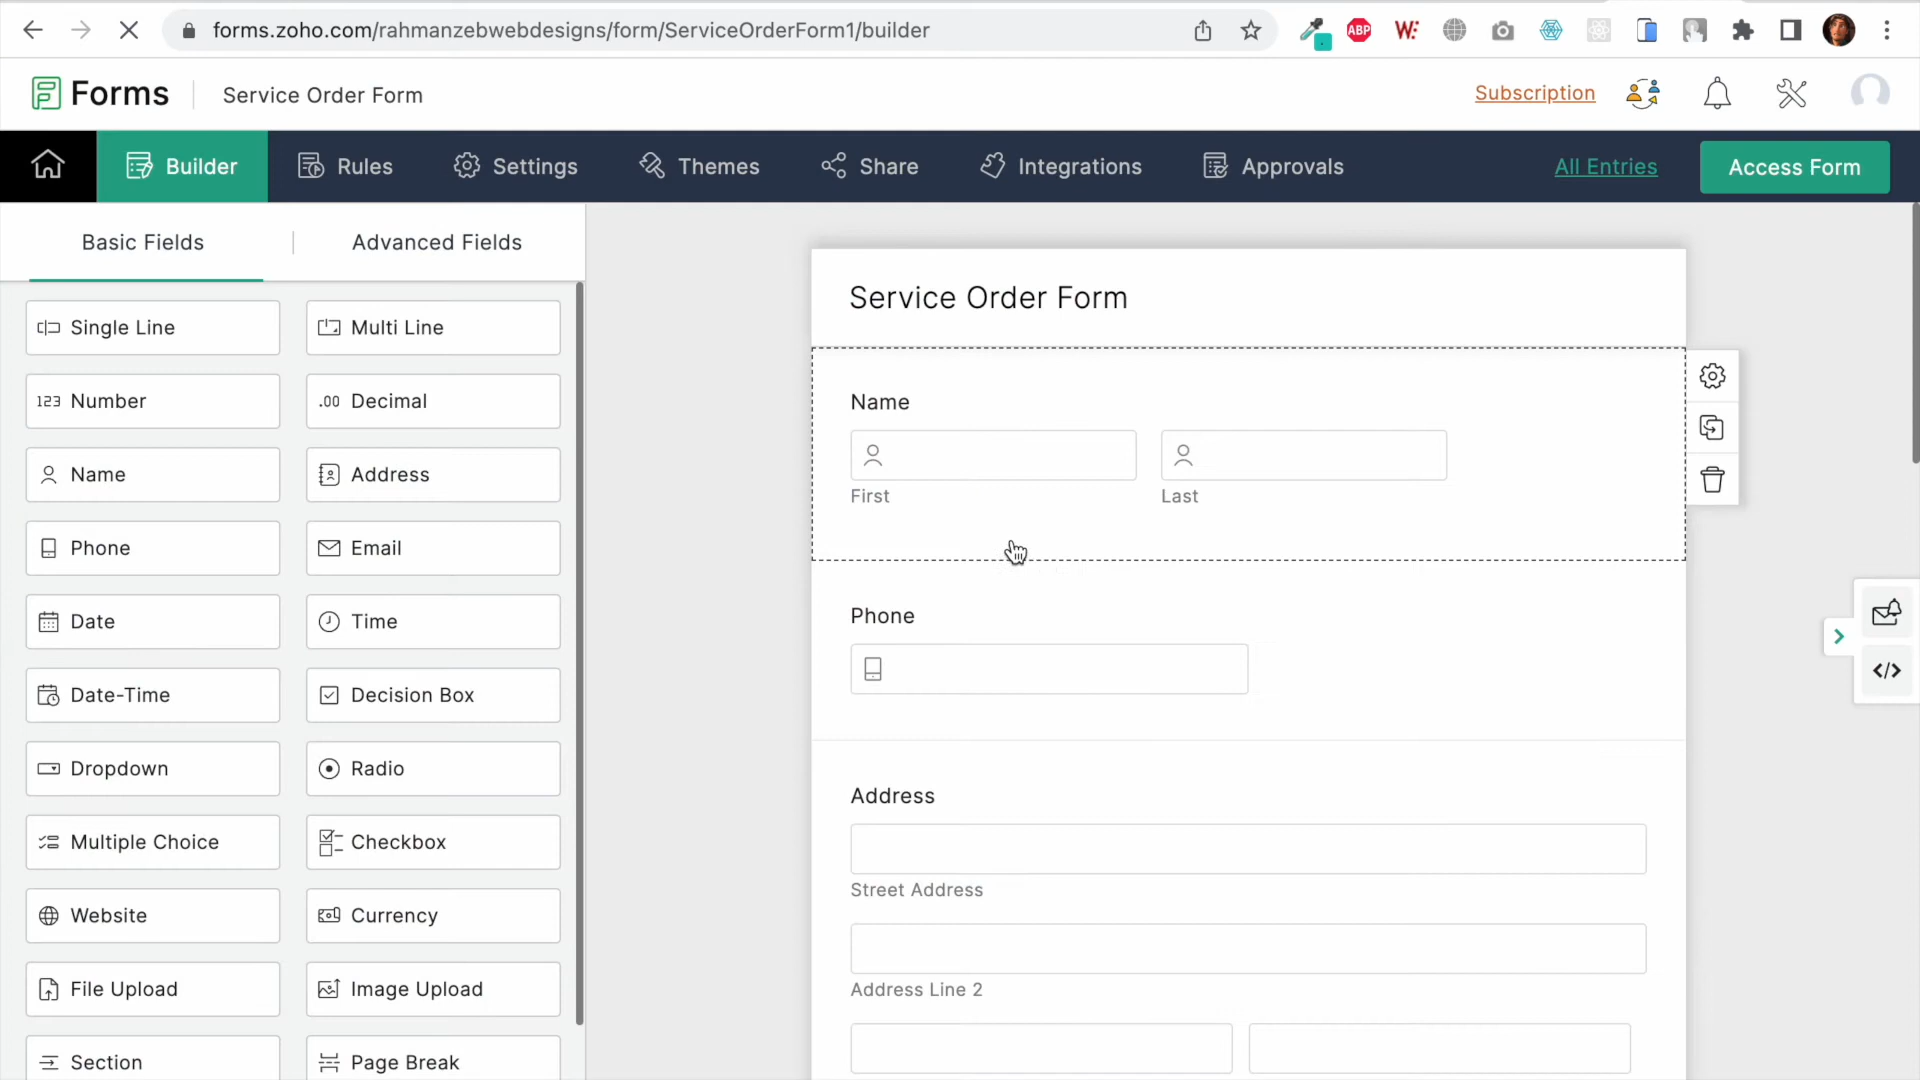 forms.zoho.com/rahmanzebwebdesigns/form/ServiceOrderForm1/builder
ABP
W:
Forms
Service Order Form
Subscription
Builder
Rules
Settings
Themes
Share
Integrations
Approvals
All Entries
Access Form
Basic Fields
Advanced Fields
Single Line
Multi Line
123 Number
.00 Decimal
Name
Address
Phone
Email
Date
Time
Date-Time
Decision Box
Dropdown
Radio
Multiple Choice
Checkbox
Website
Currency
File Upload
Image Upload
Section
Page Break
Service Order Form
Name
First
Last
Phone
Address
Street Address
Address Line 2